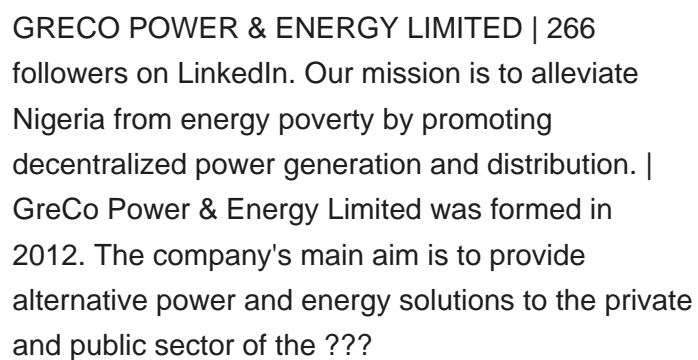 GRECO POWER & ENERGY LIMITED | 266
followers on LinkedIn. Our mission is to alleviate
Nigeria from energy poverty by promoting
decentralized power generation and distribution. |
GreCo Power & Energy Limited was formed in
2012. The company's main aim is to provide
alternative power and energy solutions to the private
and public sector of the ???